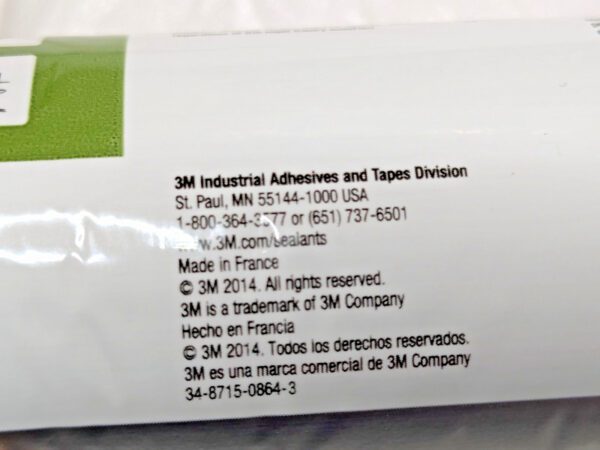 3M Industrial Adhesives and Tapes Division
St. Paul, MN 55144-1000 USA
1-800-364-3577 or (651) 737-6501
www.3M.com/sealants
Made in France
© 3M 2014. All rights reserved.
3M is a trademark of 3M Company
Hecho en Francia
© 3M 2014. Todos los derechos reservados.
3M es una marca comercial de 3M Company
34-8715-0864-3